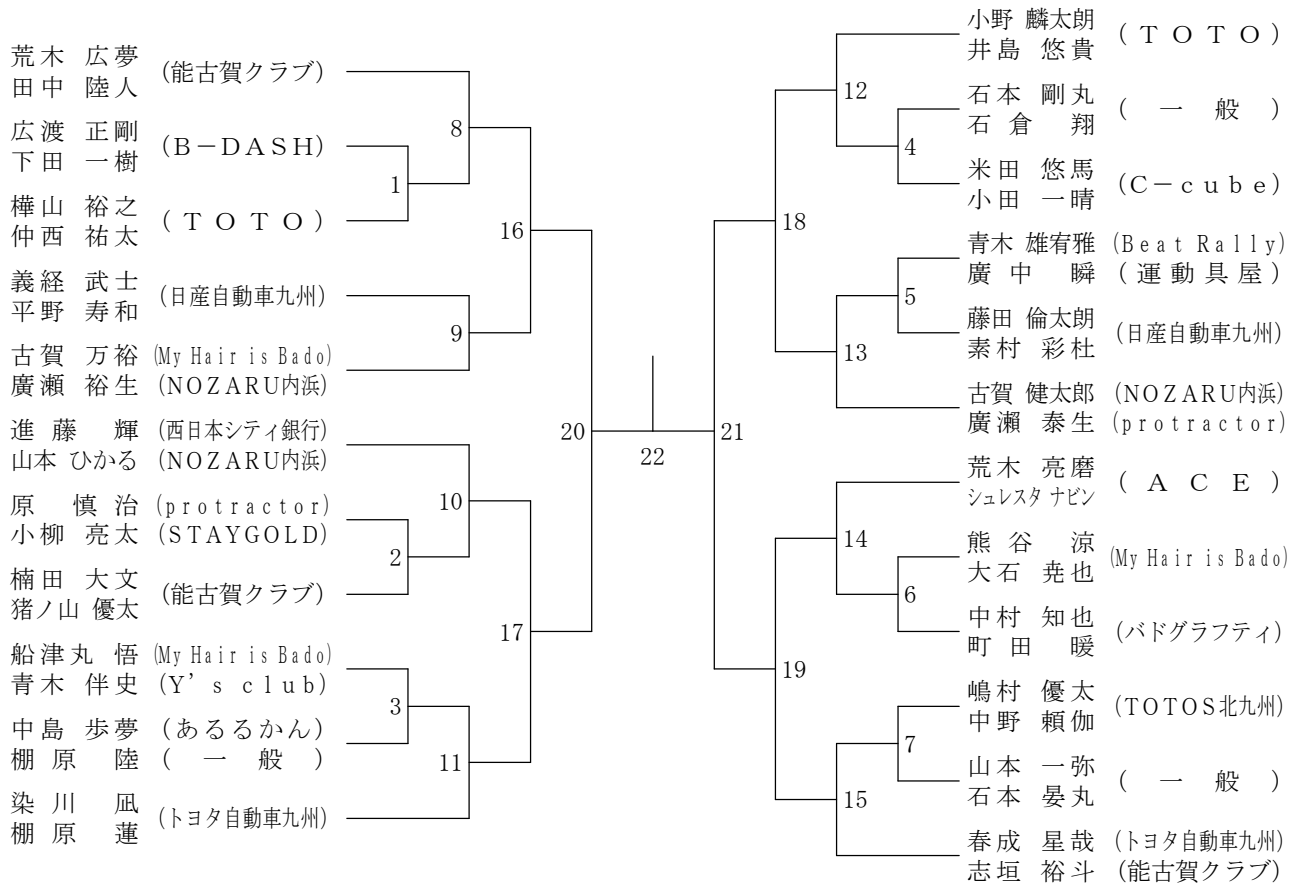 荒木 広夢 (能古賀クラブ)
田中 陸人
8
広渡 正剛 (B－DASH)
下田 一樹
1
樺山 裕之 (ＴＯＴＯ)
仲西 祐太
16
義経 武士 (日産自動車九州)
平野 寿和
9
古賀 万裕 (My Hair is Bado)
廣瀬 裕生 (NOZARU内浜)
20
進藤 輝 (西日本シティ銀行)
山本 ひかる (NOZARU内浜)
10
原 慎治 (protractor)
小柳 亮太 (STAYGOLD)
2
楠田 大文 (能古賀クラブ)
猪ノ山 優太
17
船津丸 悟 (My Hair is Bado)
青木 伴史 (Y’s club)
3
中島 歩夢 (あるるかん)
棚原 陸 (一般)
11
染川 凪 (トヨタ自動車九州)
棚原 蓮
22
小野 麟太朗 (ＴＯＴＯ)
井島 悠貴
12
石本 剛丸 (一般)
石倉 翔
4
米田 悠馬 (C－cube)
小田 一晴
18
青木 雄宥雅 (Beat Rally)
廣中 瞬 (運動具屋)
5
藤田 倫太朗 (日産自動車九州)
素村 彩杜
13
古賀 健太郎 (NOZARU内浜)
廣瀬 泰生 (protractor)
21
荒木 亮磨 (ＡＣＥ)
シュレスタ ナビン
14
熊谷 涼 (My Hair is Bado)
大石 尭也
6
中村 知也 (バドグラフティ)
町田 暖
19
嶋村 優太 (TOTOS北九州)
中野 頼伽
7
山本 一弥 (一般)
石本 晏丸
15
春成 星哉 (トヨタ自動車九州)
志垣 裕斗 (能古賀クラブ)